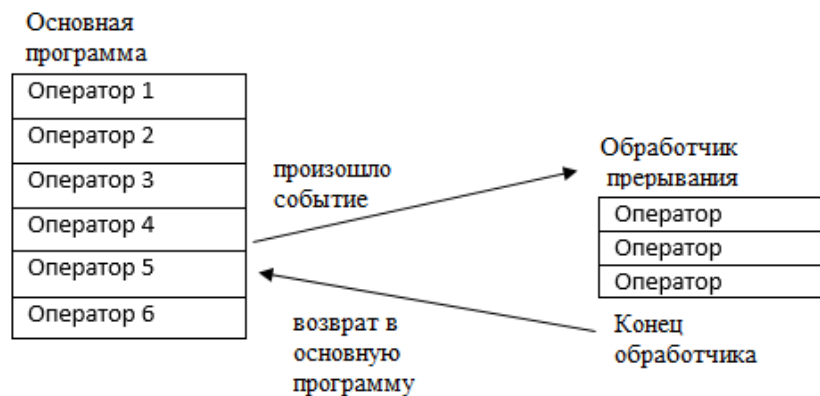 Основная
программа
Оператор 1
Оператор 2
Оператор 3
Оператор 4
Оператор 5
Оператор 6
произошло
событие
возврат в
основную
программу
Обработчик
прерывания
Оператор
Оператор
Оператор
Конец
обработчика